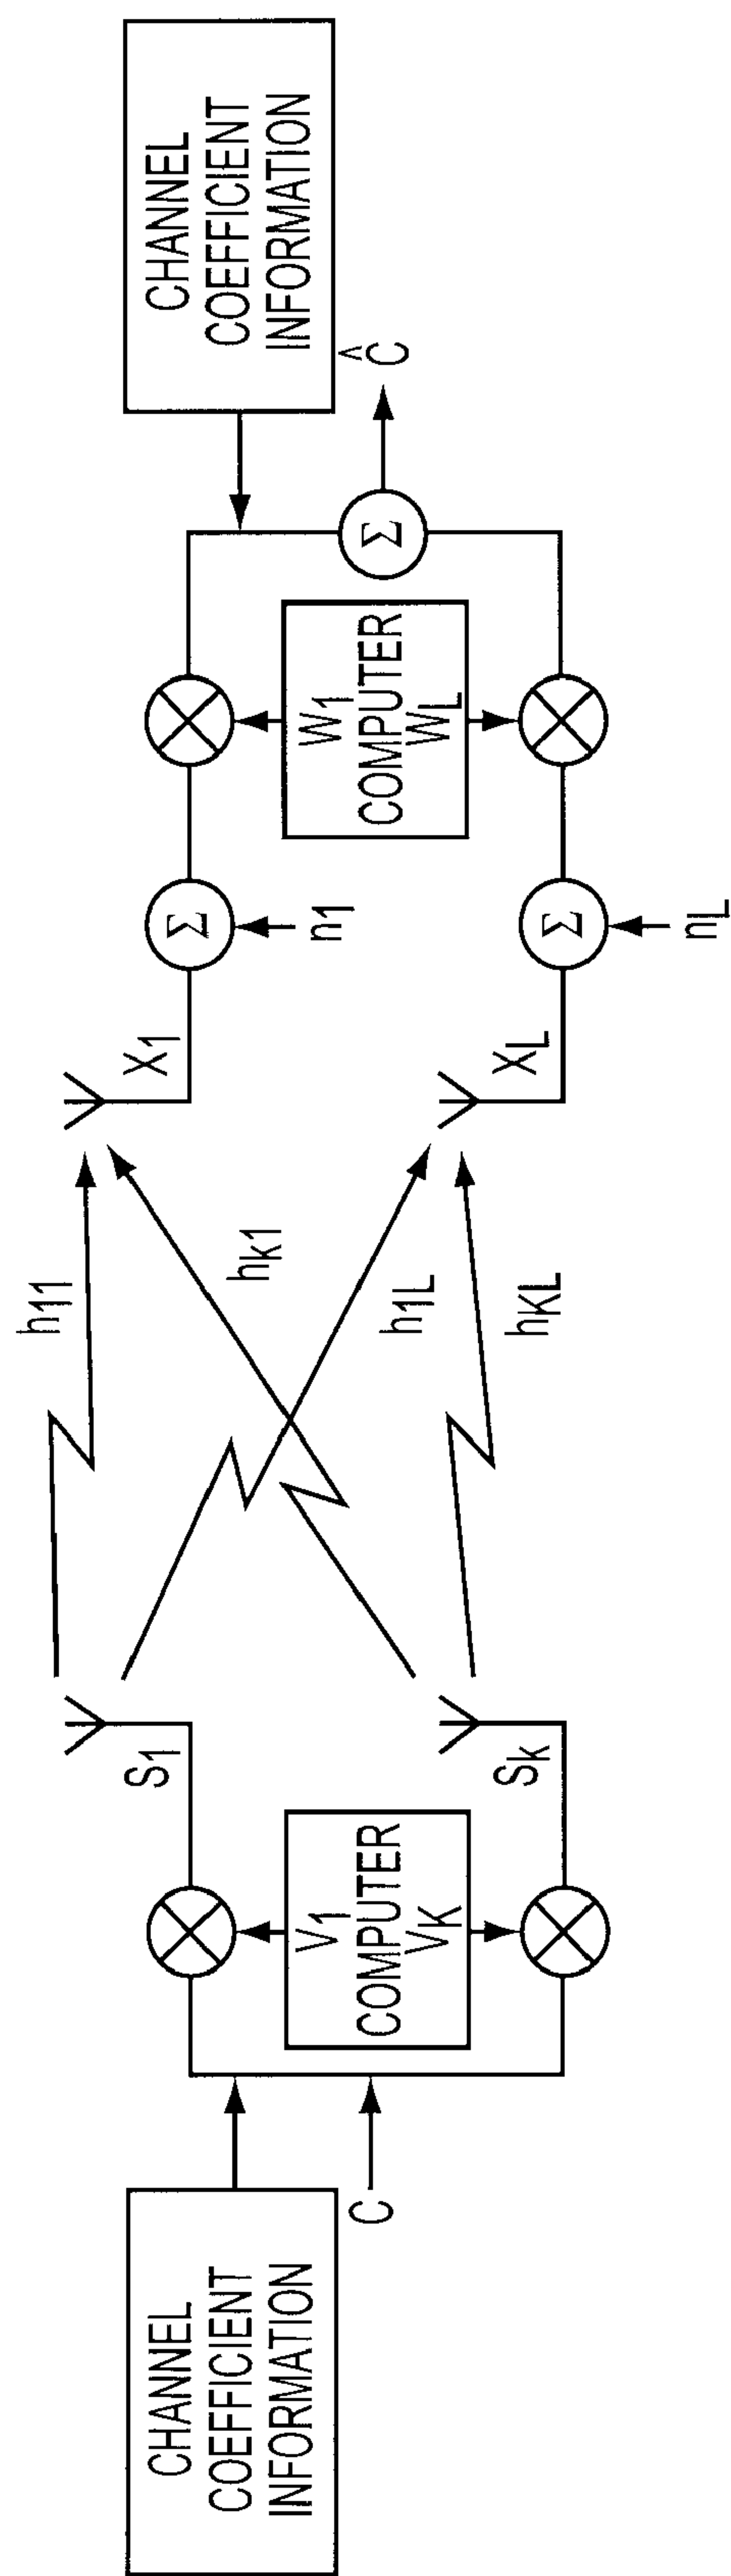 CHANNEL
COEFFICIENT
INFORMATION
C
V1
COMPUTER
VK
S1
Sk
h11
hk1
h1L
hKL
X1
XL
Σ
n1
Σ
nL
W1
COMPUTER
WL
Σ
Ĉ
CHANNEL
COEFFICIENT
INFORMATION